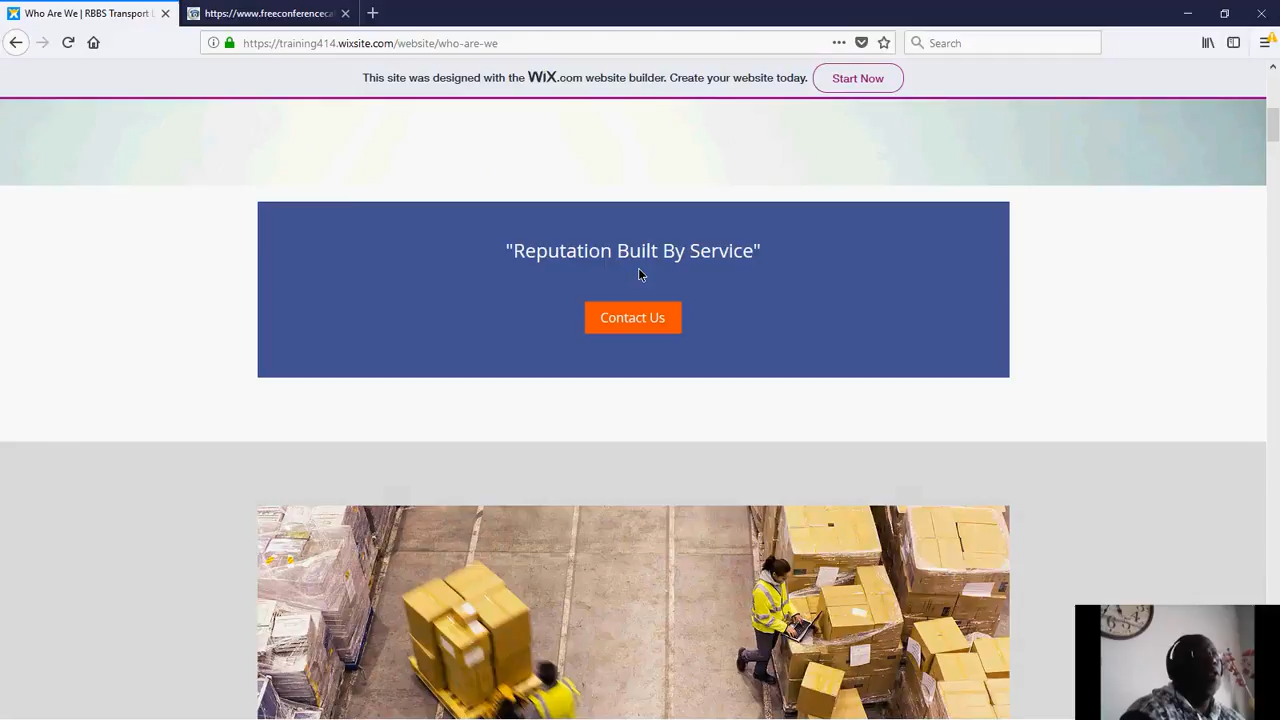 Who Are We | RBBS Transport L
https://www.freeconferenceca
https://training414.wixsite.com/website/who-are-we
Search
This site was designed with the WiX.com website builder. Create your website today.
Start Now
"Reputation Built By Service"
Contact Us